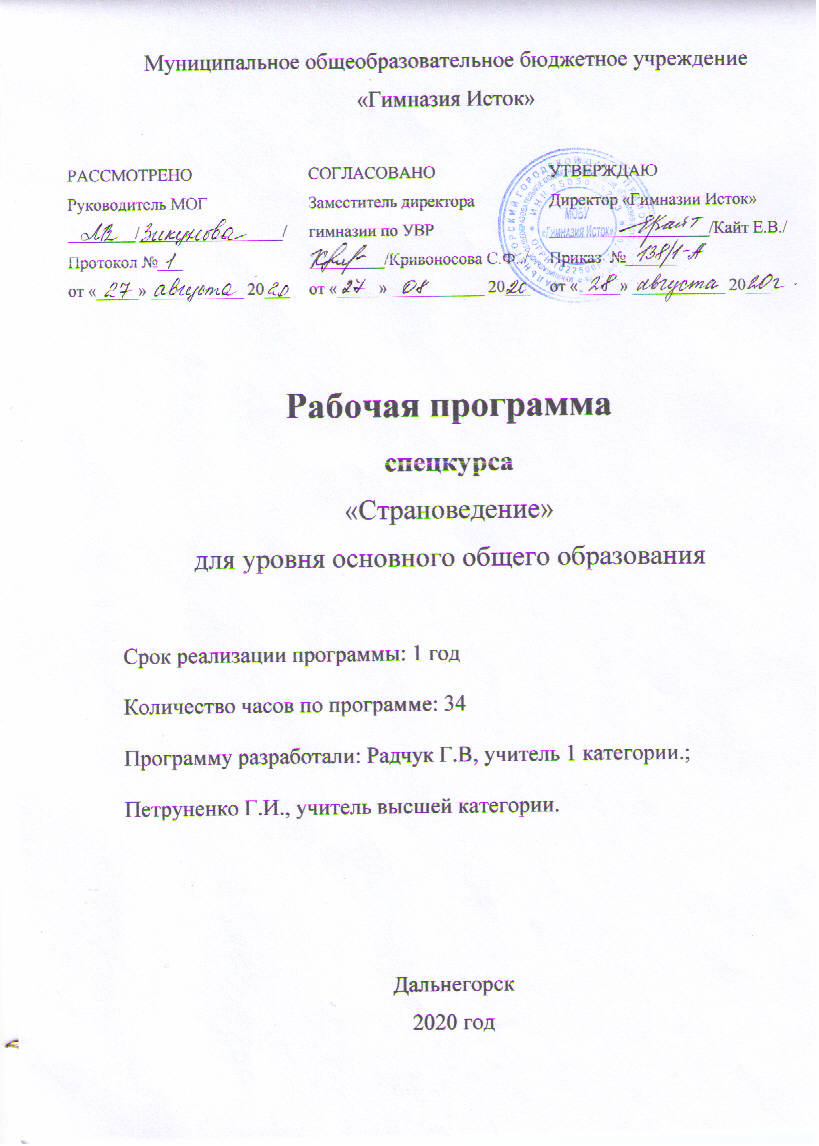 Муниципальное общеобразовательное бюджетное учреждение
«Гимназия Исток»
РАССМОТРЕНО
Руководитель МОГ
/Зикунова/
Протокол № 1
от «27» августа 2020
СОГЛАСОВАНО
Заместитель директора
гимназии по УВР
/Кривоносова С.Ф./
от «27» 08 2020
УТВЕРЖДАЮ
Директор «Гимназии Исток»
/Кайт Е.В./
Приказ № 138/1-А
от «28» августа 2020г.
МОБУ
«Гимназия Исток»
Рабочая программа
спецкурса
«Страноведение»
для уровня основного общего образования
Срок реализации программы: 1 год
Количество часов по программе: 34
Программу разработали: Радчук Г.В, учитель 1 категории.;
Петруненко Г.И., учитель высшей категории.
Дальнегорск
2020 год